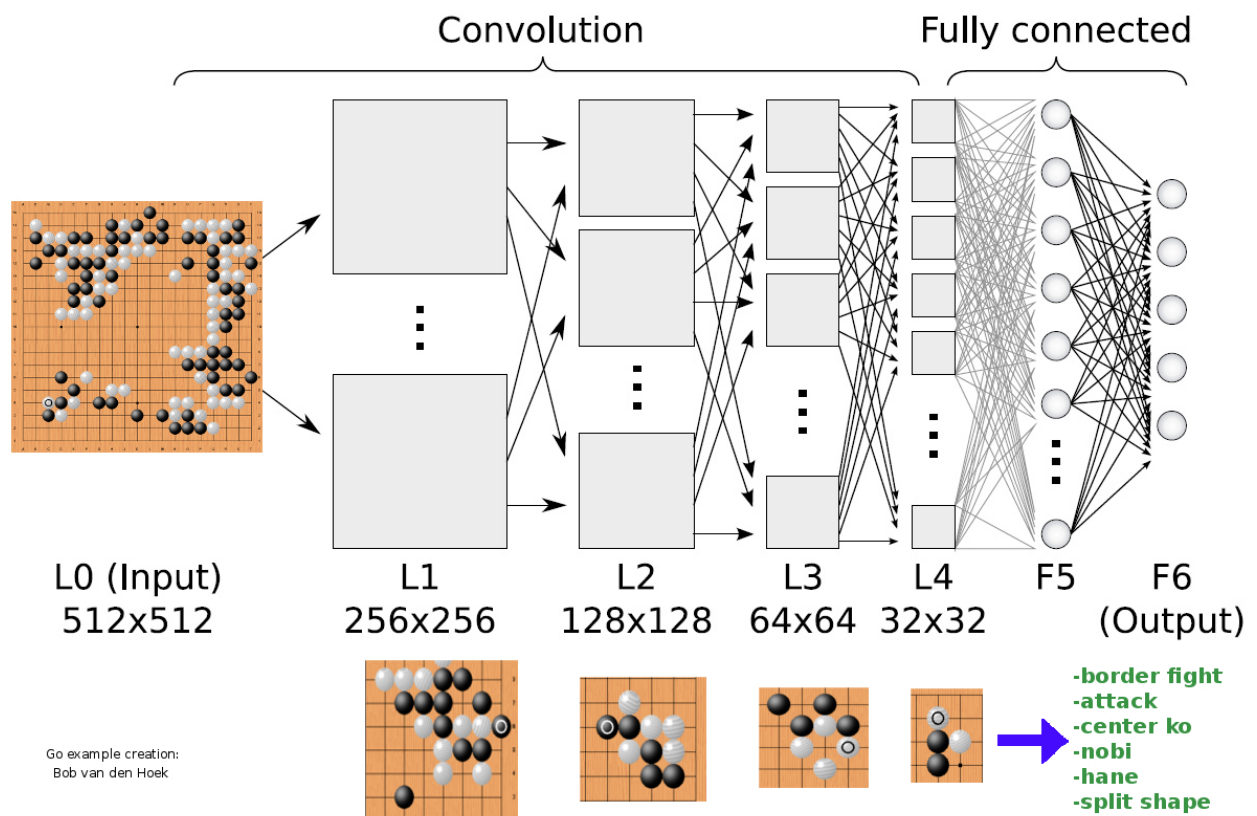 Convolution
Fully connected
L0 (Input)
512x512
L1
256x256
L2
128x128
L3
64x64
L4
32x32
F5
F6
(Output)
-border fight
-attack
-center ko
-nobi
-hane
-split shape
Go example creation:
Bob van den Hoek